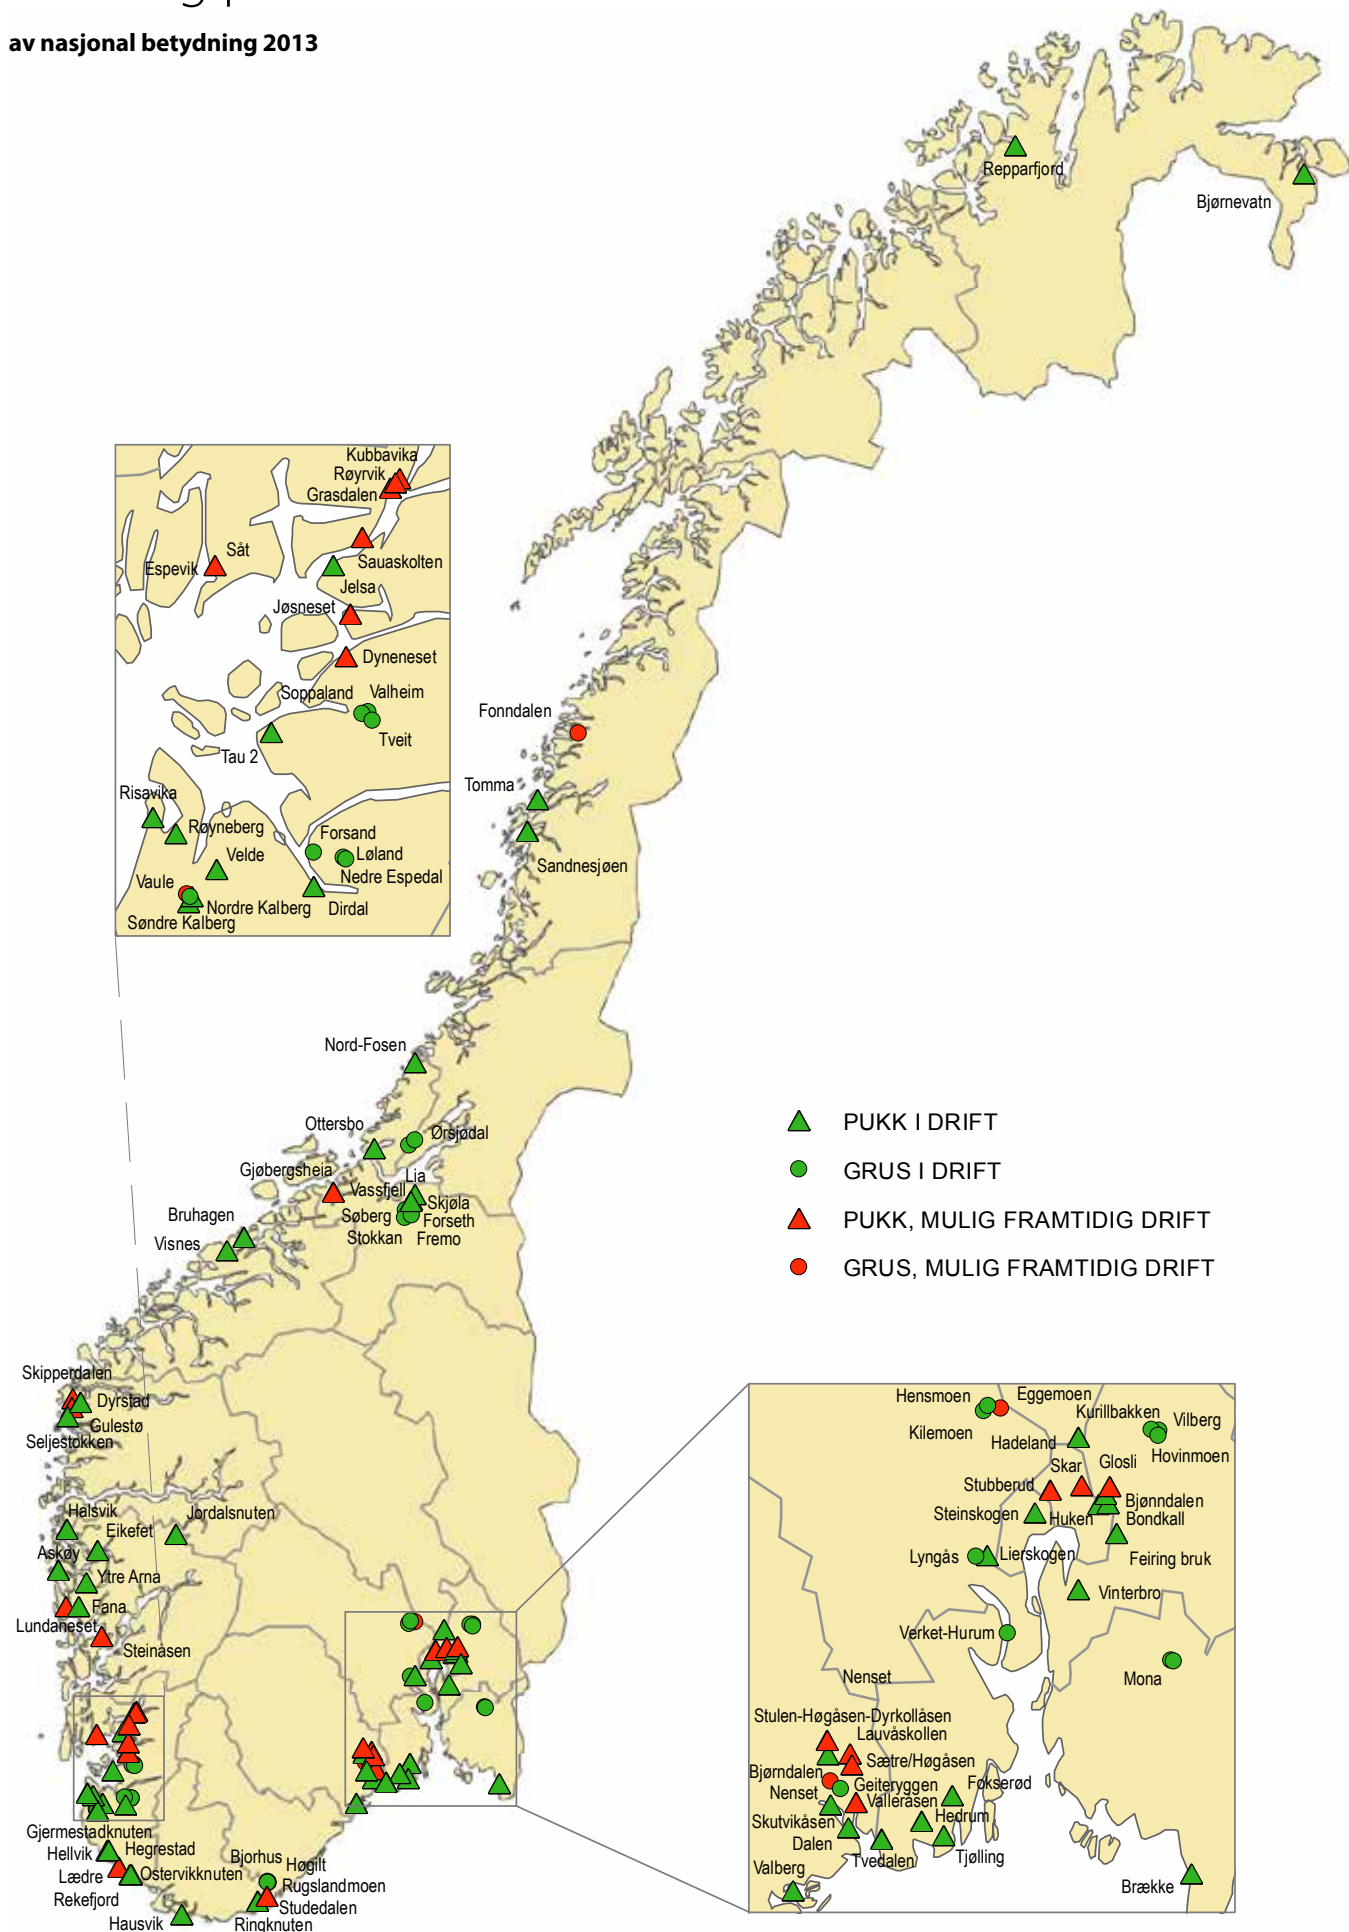 av nasjonal betydning 2013
Repparfjord
Bjørnevatn
Kubbavika
Røyrvik
Grasdalen
Såt
Espevik
Sauaskolten
Jelsa
Jøsneset
Dyneneset
Soppaland
Valheim
Tveit
Tau 2
Risavika
Røyneberg
Forsand
Velde
Løland
Nedre Espedal
Vaule
Nordre Kalberg
Dirdal
Søndre Kalberg
Fonndalen
Tomma
Sandnesjøen
Nord-Fosen
Ottersbo
Ørsjødal
Gjøbergsheia
Lia
Vassfjell
Skjøla
Søberg
Forseth
Stokkan
Fremo
Bruhagen
Visnes
PUKK I DRIFT
GRUS I DRIFT
PUKK, MULIG FRAMTIDIG DRIFT
GRUS, MULIG FRAMTIDIG DRIFT
Skipperdalen
Dyrstad
Gulestø
Seljestokken
Halsvik
Jordalsnuten
Eikefet
Askøy
Ytre Arna
Fana
Lundaneset
Steinåsen
Gjermestadknuten
Hellvik
Hegrestad
Lædre
Ostervikknuten
Rekefjord
Hausvik
Bjorhus
Høgilt
Rugslandmoen
Studedalen
Ringknuten
Hensmoen
Eggemoen
Kilemoen
Kurillbakken
Vilberg
Hadeland
Hovinmoen
Skar
Glosli
Stubberud
Bjønndalen
Steinskogen
Huken
Bondkall
Lyngås
Lierskogen
Feiring bruk
Vinterbro
Verket-Hurum
Mona
Nenset
Stulen-Høgåsen-Dyrkollåsen
Lauvåskollen
Sætre/Høgåsen
Bjørndalen
Geiteryggen
Fokserød
Nenset
Valleråsen
Skutvikåsen
Hedrum
Dalen
Tvedalen
Tjølling
Valberg
Brække